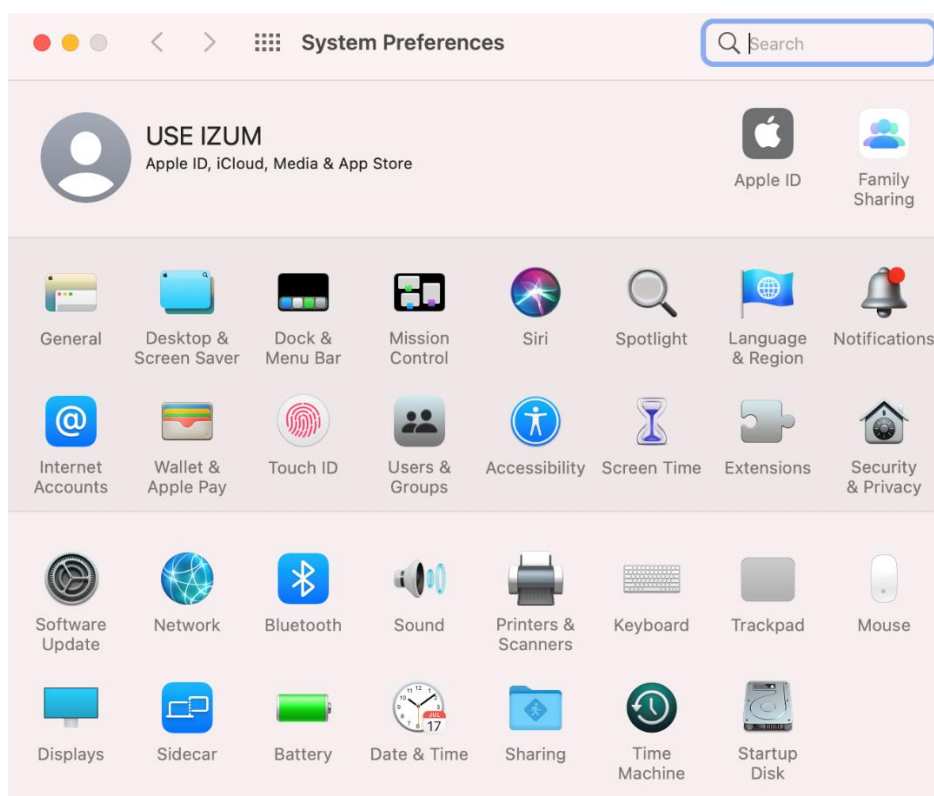 System Preferences
Search
USE IZUM
Apple ID, iCloud, Media & App Store
Apple ID
Family
Sharing
General
Desktop &
Screen Saver
Dock &
Menu Bar
Mission
Control
Siri
Spotlight
Language
& Region
Notifications
Internet
Accounts
Wallet &
Apple Pay
Touch ID
Users &
Groups
Accessibility
Screen Time
Extensions
Security
& Privacy
Software
Update
Network
Bluetooth
Sound
Printers &
Scanners
Keyboard
Trackpad
Mouse
Displays
Sidecar
Battery
JUL
17
Date & Time
Sharing
Time
Machine
Startup
Disk